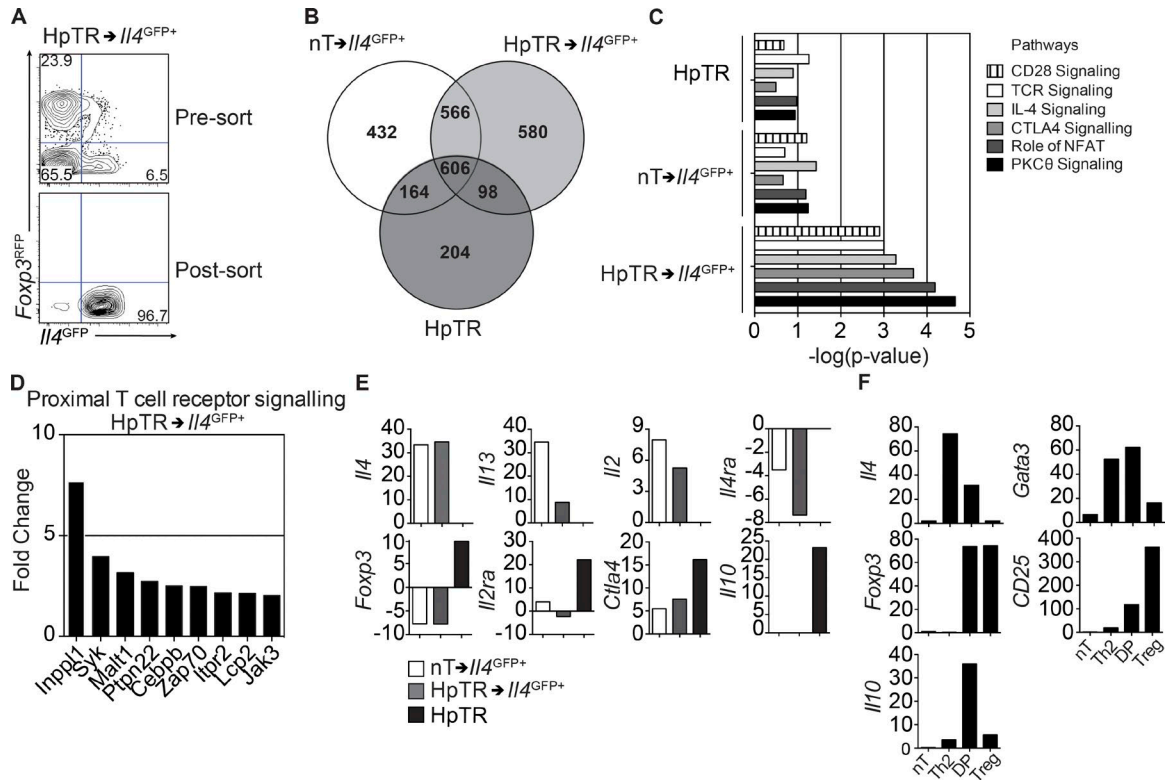 A
HpTR➔Il4GFP+
23.9
65.5
6.5
Pre-sort
96.7
Post-sort
Foxp3RFP
Il4GFP
B
nT➔Il4GFP+
HpTR➔Il4GFP+
432
566
580
606
164
98
204
HpTR
C
HpTR
nT➔Il4GFP+
HpTR➔Il4GFP+
0 1 2 3 4 5
-log(p-value)
Pathways
CD28 Signaling
TCR Signaling
IL-4 Signaling
CTLA4 Signalling
Role of NFAT
PKCθ Signaling
D
Proximal T cell receptor signalling
HpTR➔Il4GFP+
Fold Change
10
5
0
Inppl1 Syk Malt1 Ptpn22 Cebpb Zap70 Itpr2 Lcp2 Jak3
E
Il4
40
30
20
10
0
Il13
40
30
20
10
0
Il2
9
6
3
0
Il4ra
0
-2
-4
-6
-8
Foxp3
10
5
0
-5
-10
Il2ra
30
20
10
0
-10
Ctla4
20
15
10
5
0
Il10
25
20
15
10
5
0
nT➔Il4GFP+
HpTR➔Il4GFP+
HpTR
F
Il4
80
60
40
20
0
Gata3
80
60
40
20
0
Foxp3
80
60
40
20
0
CD25
400
300
200
100
0
nT Th2 DP Treg
Il10
40
30
20
10
0
nT Th2 DP Treg